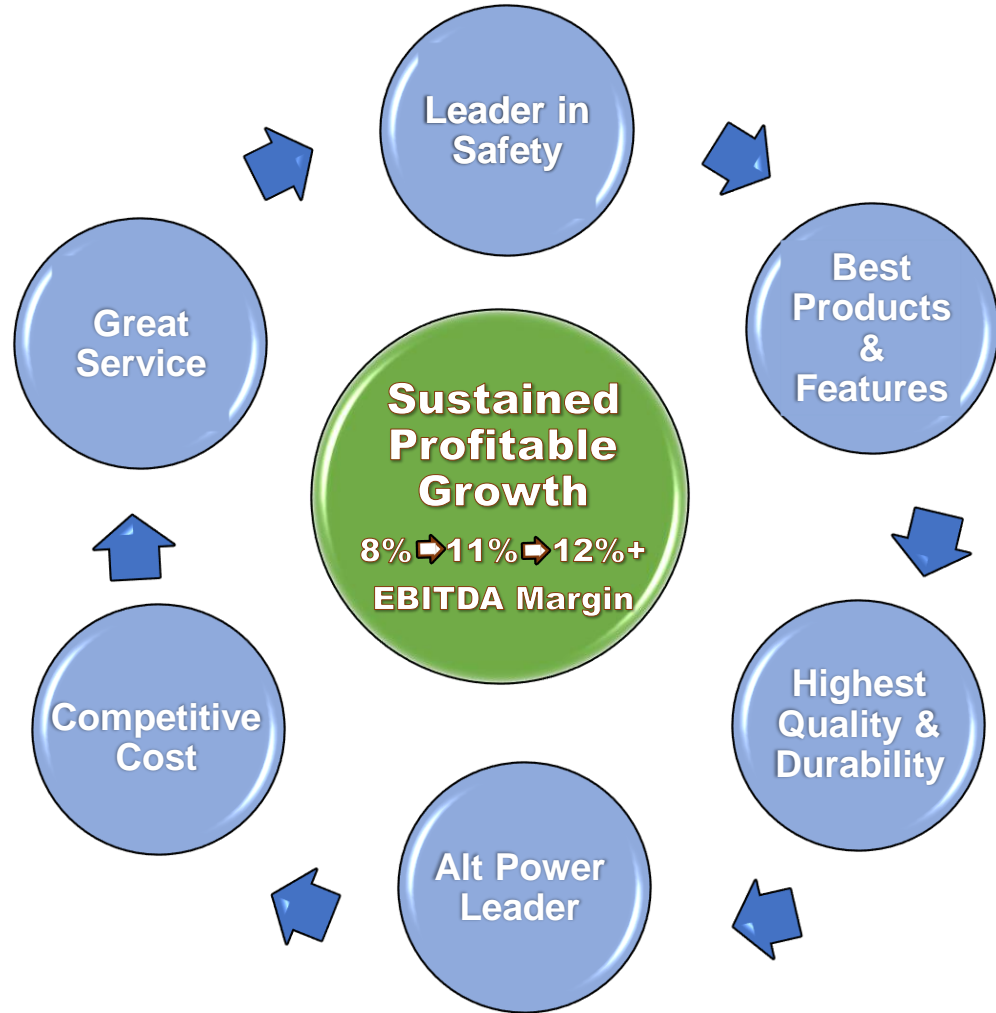 Leader in
Safety
Best
Products
&
Features
Great
Service
Sustained
Profitable
Growth
8% 11% 12%+
EBITDA Margin
Highest
Quality &
Durability
Competitive
Cost
Alt Power
Leader